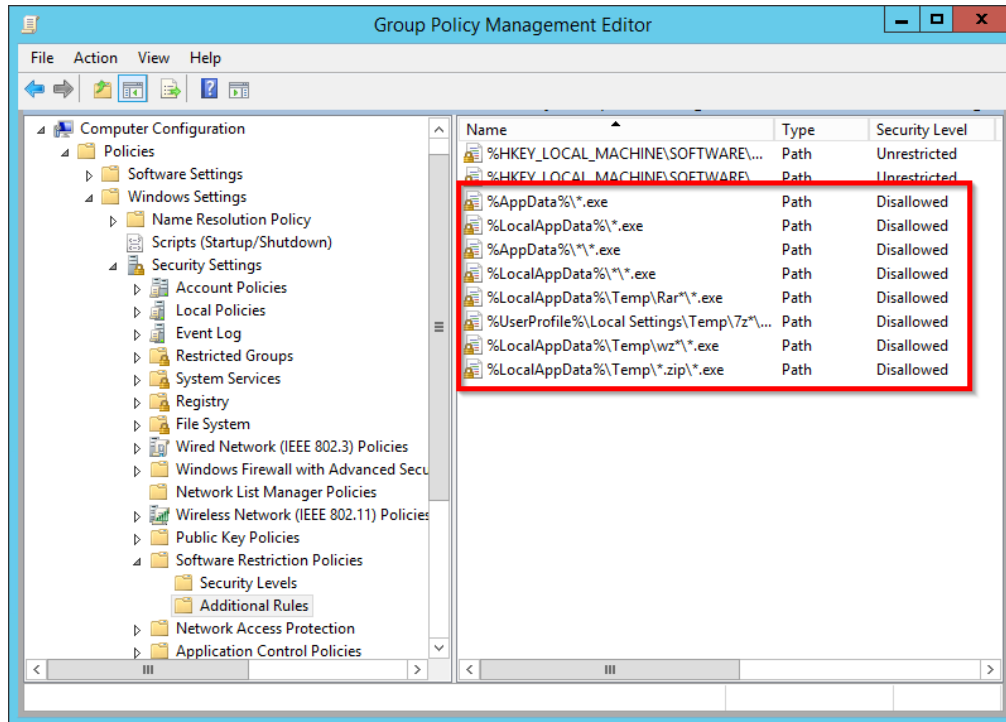 Group Policy Management Editor
File Action View Help
Computer Configuration
Policies
Software Settings
Windows Settings
Name Resolution Policy
Scripts (Startup/Shutdown)
Security Settings
Account Policies
Local Policies
Event Log
Restricted Groups
System Services
Registry
File System
Wired Network (IEEE 802.3) Policies
Windows Firewall with Advanced Secu
Network List Manager Policies
Wireless Network (IEEE 802.11) Policies
Public Key Policies
Software Restriction Policies
Security Levels
Additional Rules
Network Access Protection
Application Control Policies
Name Type Security Level
%HKEY_LOCAL_MACHINE\SOFTWARE\... Path Unrestricted
%HKEY_LOCAL_MACHINE\SOFTWARE\ Path Unrestricted
%AppData%\*.exe Path Disallowed
%LocalAppData%\*.exe Path Disallowed
%AppData%\*\*.exe Path Disallowed
%LocalAppData%\*\*.exe Path Disallowed
%LocalAppData%\Temp\Rar*\*.exe Path Disallowed
%UserProfile%\Local Settings\Temp\7z*\... Path Disallowed
%LocalAppData%\Temp\wz*\*.exe Path Disallowed
%LocalAppData%\Temp\*.zip\*.exe Path Disallowed